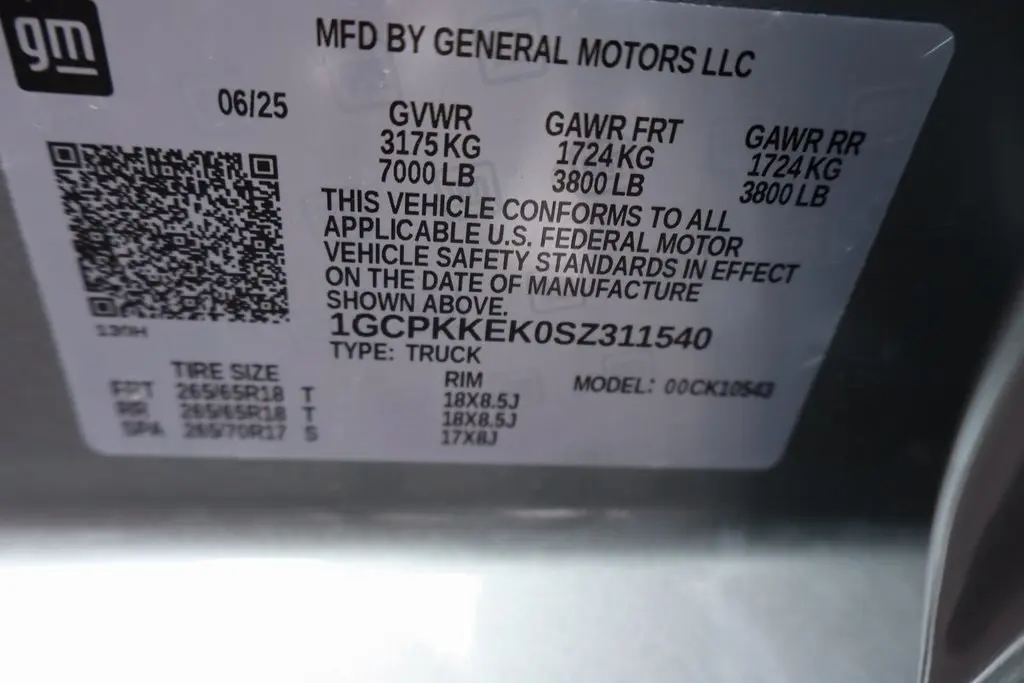 gm
MFD BY GENERAL MOTORS LLC
06/25
GVWR GAWR FRT GAWR RR
3175 KG 1724 KG 1724 KG
7000 LB 3800 LB 3800 LB
THIS VEHICLE CONFORMS TO ALL
APPLICABLE U.S. FEDERAL MOTOR
VEHICLE SAFETY STANDARDS IN EFFECT
ON THE DATE OF MANUFACTURE
SHOWN ABOVE.
1GCPKKEK0SZ311540
TYPE: TRUCK
TIRE SIZE RIM MODEL: 00CK10543
FRT 265/65R18 T 18X8.5J
RR 265/65R18 T 18X8.5J
SPA 265/70R17 S 17X8J